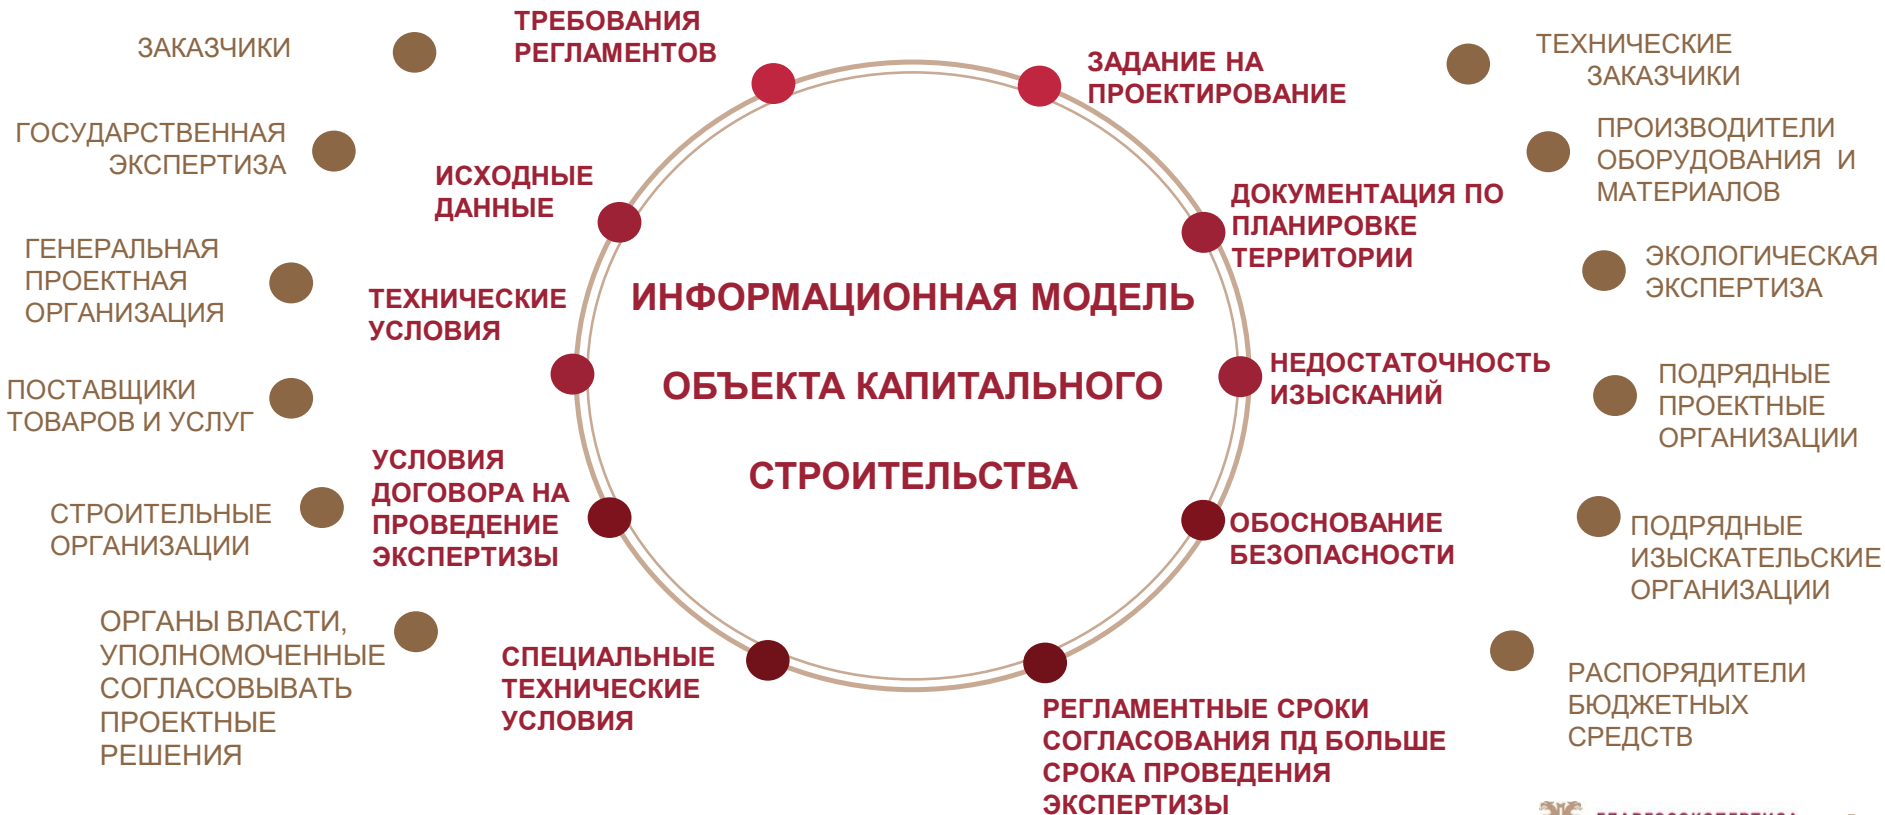 ЗАКАЗЧИКИ
ГОСУДАРСТВЕННАЯ
ЭКСПЕРТИЗА
ГЕНЕРАЛЬНАЯ
ПРОЕКТНАЯ
ОРГАНИЗАЦИЯ
ПОСТАВЩИКИ
ТОВАРОВ И УСЛУГ
СТРОИТЕЛЬНЫЕ
ОРГАНИЗАЦИИ
ОРГАНЫ ВЛАСТИ,
УПОЛНОМОЧЕННЫЕ
СОГЛАСОВЫВАТЬ
ПРОЕКТНЫЕ
РЕШЕНИЯ
ТРЕБОВАНИЯ
РЕГЛАМЕНТОВ
ИСХОДНЫЕ
ДАННЫЕ
ТЕХНИЧЕСКИЕ
УСЛОВИЯ
УСЛОВИЯ
ДОГОВОРА НА
ПРОВЕДЕНИЕ
ЭКСПЕРТИЗЫ
СПЕЦИАЛЬНЫЕ
ТЕХНИЧЕСКИЕ
УСЛОВИЯ
ИНФОРМАЦИОННАЯ МОДЕЛЬ
ОБЪЕКТА КАПИТАЛЬНОГО
СТРОИТЕЛЬСТВА
ЗАДАНИЕ НА
ПРОЕКТИРОВАНИЕ
ДОКУМЕНТАЦИЯ ПО
ПЛАНИРОВКЕ
ТЕРРИТОРИИ
НЕДОСТАТОЧНОСТЬ
ИЗЫСКАНИЙ
ОБОСНОВАНИЕ
БЕЗОПАСНОСТИ
РЕГЛАМЕНТНЫЕ СРОКИ
СОГЛАСОВАНИЯ ПД БОЛЬШЕ
СРОКА ПРОВЕДЕНИЯ
ЭКСПЕРТИЗЫ
ТЕХНИЧЕСКИЕ
ЗАКАЗЧИКИ
ПРОИЗВОДИТЕЛИ
ОБОРУДОВАНИЯ И
МАТЕРИАЛОВ
ЭКОЛОГИЧЕСКАЯ
ЭКСПЕРТИЗА
ПОДРЯДНЫЕ
ПРОЕКТНЫЕ
ОРГАНИЗАЦИИ
ПОДРЯДНЫЕ
ИЗЫСКАТЕЛЬСКИЕ
ОРГАНИЗАЦИИ
РАСПОРЯДИТЕЛИ
БЮДЖЕТНЫХ
СРЕДСТВ